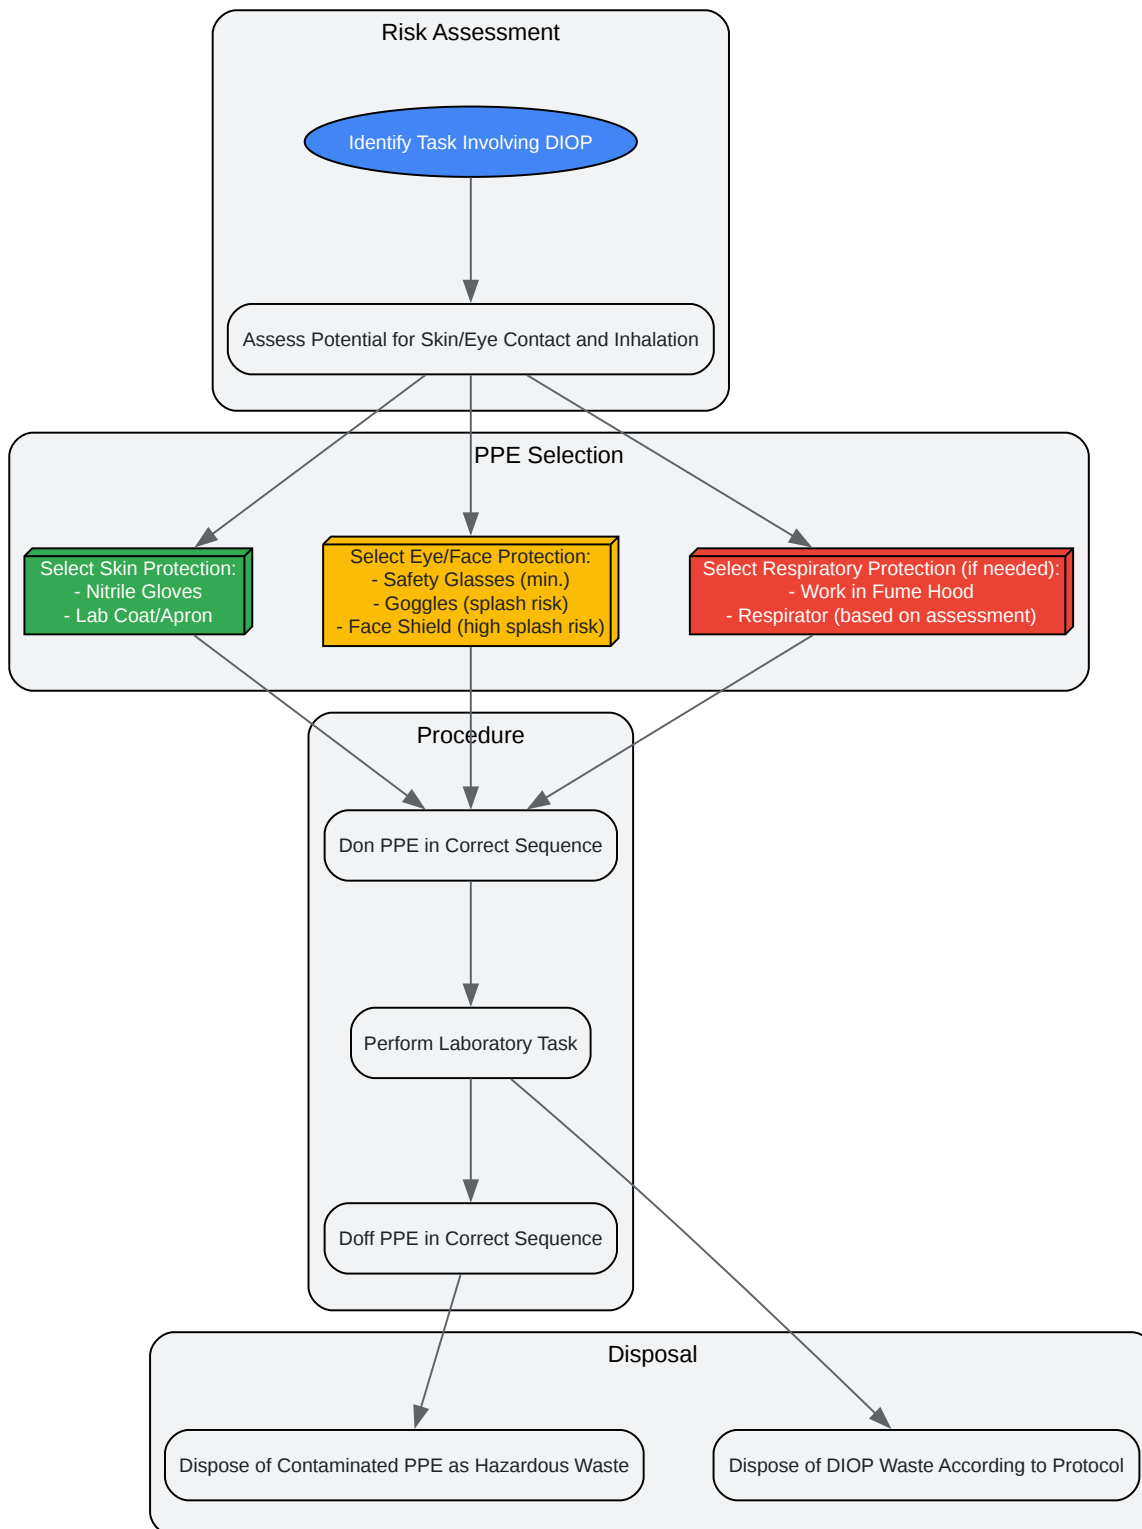 Risk Assessment
Identify Task Involving DIOP
Assess Potential for Skin/Eye Contact and Inhalation
PPE Selection
Select Skin Protection:
- Nitrile Gloves
- Lab Coat/Apron
Select Eye/Face Protection:
- Safety Glasses (min.)
- Goggles (splash risk)
- Face Shield (high splash risk)
Select Respiratory Protection (if needed):
- Work in Fume Hood
- Respirator (based on assessment)
Procedure
Don PPE in Correct Sequence
Perform Laboratory Task
Doff PPE in Correct Sequence
Disposal
Dispose of Contaminated PPE as Hazardous Waste
Dispose of DIOP Waste According to Protocol